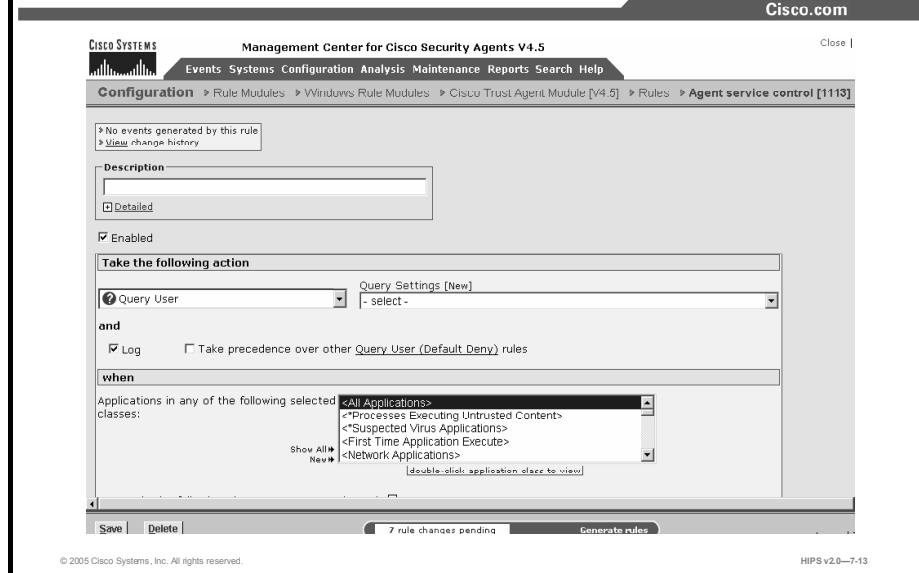 Cisco.com
CISCO SYSTEMS
Management Center for Cisco Security Agents V4.5
Close |
Events Systems Configuration Analysis Maintenance Reports Search Help
Configuration > Rule Modules > Windows Rule Modules > Cisco Trust Agent Module [V4.5] > Rules > Agent service control [1113]
> No events generated by this rule
> View change history
Description
+ Detailed
Enabled
Take the following action
Query User
Query Settings [New]
- select -
and
Log
Take precedence over other Query User (Default Deny) rules
when
Applications in any of the following selected classes:
<All Applications>
<*Processes Executing Untrusted Content>
<*Suspected Virus Applications>
<First Time Application Execute>
<Network Applications>
Show All
New
double-click application class to view
Save
Delete
7 rule changes pending
Generate rules
© 2005 Cisco Systems, Inc. All rights reserved.
HIPS v2.0—7-13